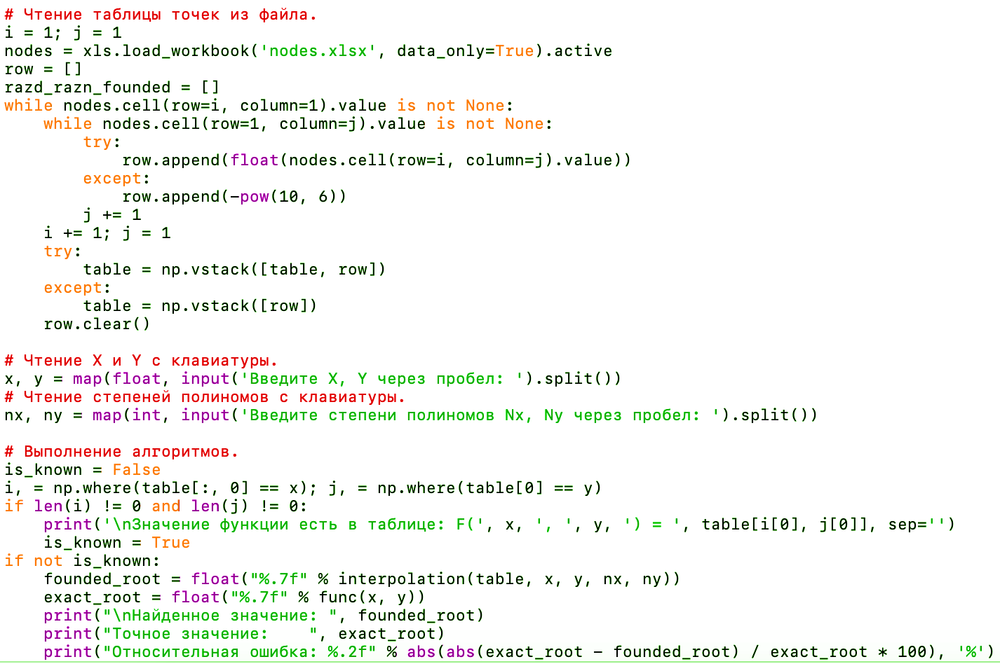 # Чтение таблицы точек из файла.
i = 1; j = 1
nodes = xls.load_workbook('nodes.xlsx', data_only=True).active
row = []
razd_razn_founded = []
while nodes.cell(row=i, column=1).value is not None:
    while nodes.cell(row=1, column=j).value is not None:
        try:
            row.append(float(nodes.cell(row=i, column=j).value))
        except:
            row.append(-pow(10, 6))
        j += 1
    i += 1; j = 1
    try:
        table = np.vstack([table, row])
    except:
        table = np.vstack([row])
    row.clear()

# Чтение X и Y с клавиатуры.
x, y = map(float, input('Введите X, Y через пробел: ').split())
# Чтение степеней полиномов с клавиатуры.
nx, ny = map(int, input('Введите степени полиномов Nx, Ny через пробел: ').split())

# Выполнение алгоритмов.
is_known = False
i, = np.where(table[:, 0] == x); j, = np.where(table[0] == y)
if len(i) != 0 and len(j) != 0:
    print('\nЗначение функции есть в таблице: F(', x, ', ', y, ') = ', table[i[0], j[0]], sep='')
    is_known = True
if not is_known:
    founded_root = float("%.7f" % interpolation(table, x, y, nx, ny))
    exact_root = float("%.7f" % func(x, y))
    print("\nНайденное значение: ", founded_root)
    print("Точное значение:    ", exact_root)
    print("Относительная ошибка: %.2f" % abs(abs(exact_root - founded_root) / exact_root * 100), '%')